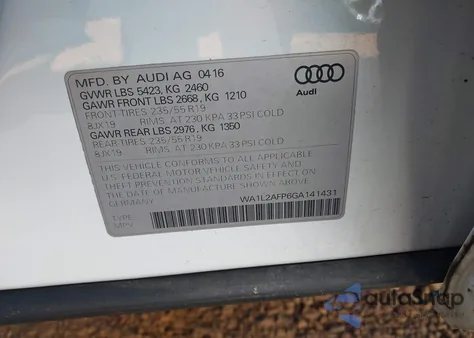 MFD. BY AUDI AG 04 16
GVWR LBS 5423, KG 2460
GAWR FRONT LBS 2668, KG 1210
FRONT-TIRES 235/55 R19
8JX19 RIMS, AT 230 KPA 33 PSI COLD
GAWR REAR LBS 2976, KG 1350
REAR TIRES 235/55 R19
8JX19 RIMS, AT 230 KPA 33 PSI COLD
THIS VEHICLE CONFORMS TO ALL APPLICABLE
U.S. FEDERAL MOTOR VEHICLE SAFETY AND
THEFT PREVENTION STANDARDS IN EFFECT ON
THE DATE OF MANUFACTURE SHOWN ABOVE.
GERMANY
WA1L2AFP6GA141431
TYPE
MPV
Audi
autoSnap